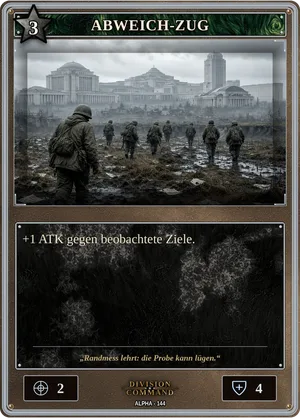 3
ABWEICH-ZUG
+1 ATK gegen beobachtete Ziele.
„Randmess lehrt: die Probe kann lügen.“
2
DIVISION COMMAND
ALPHA - 144
4